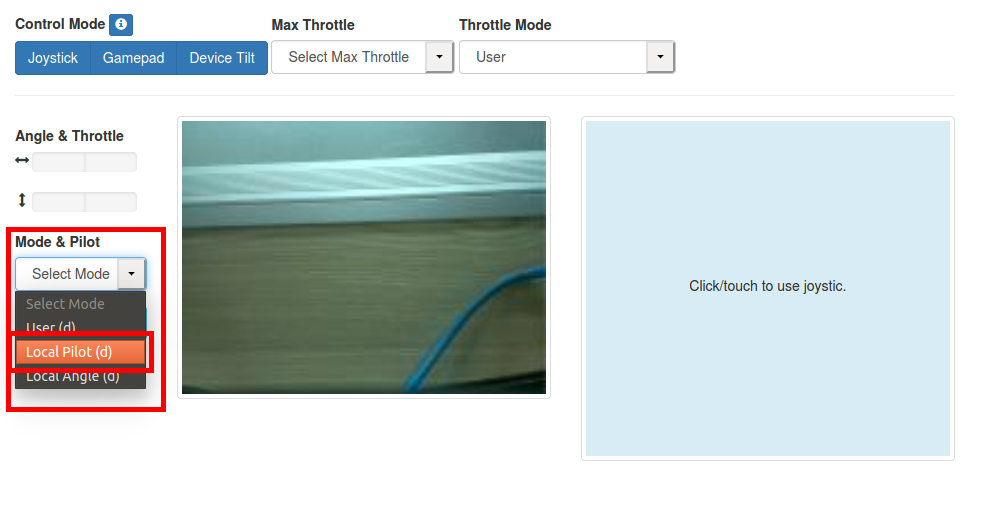 Control Mode
Max Throttle
Throttle Mode
Joystick
Gamepad
Device Tilt
Select Max Throttle
User
Angle & Throttle
Mode & Pilot
Select Mode
Select Mode
User (d)
Local Pilot (d)
Local Angle (d)
Click/touch to use joystic.